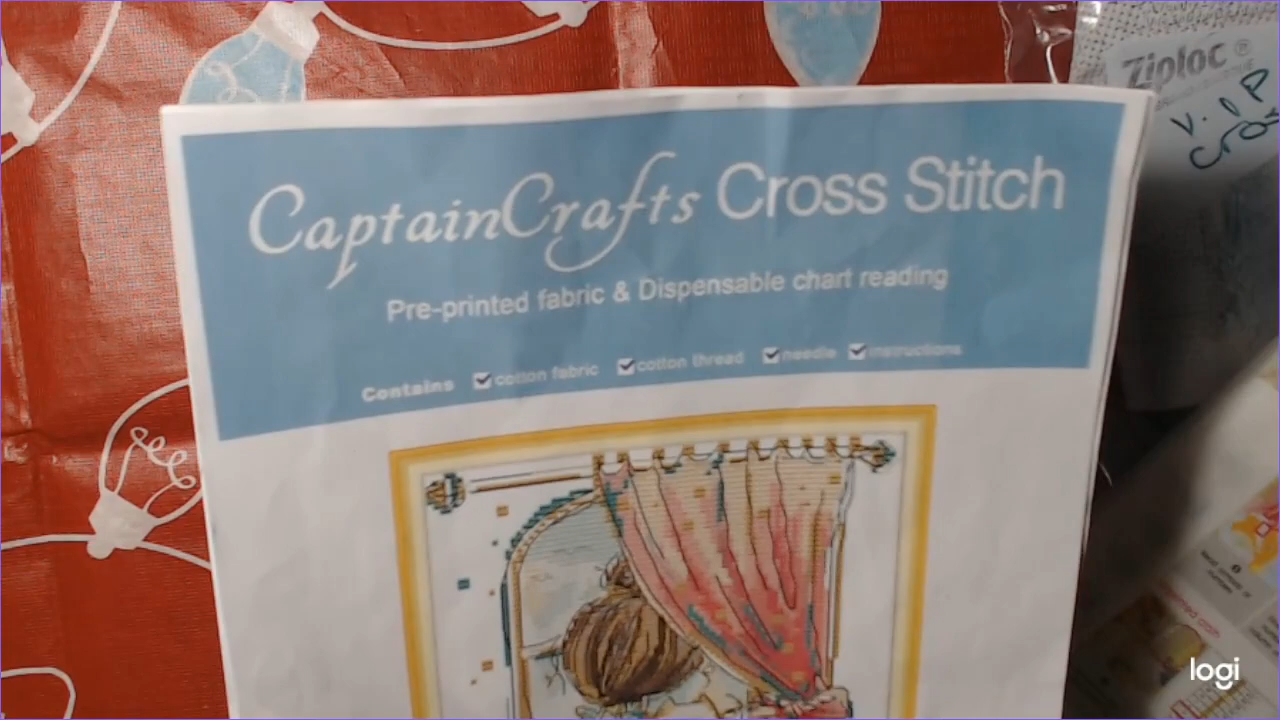 CaptainCrafts Cross Stitch
Pre-printed fabric & Dispensable chart reading
Contains cotton fabric cotton thread needle instructions
Ziploc®
V.I.P
logi